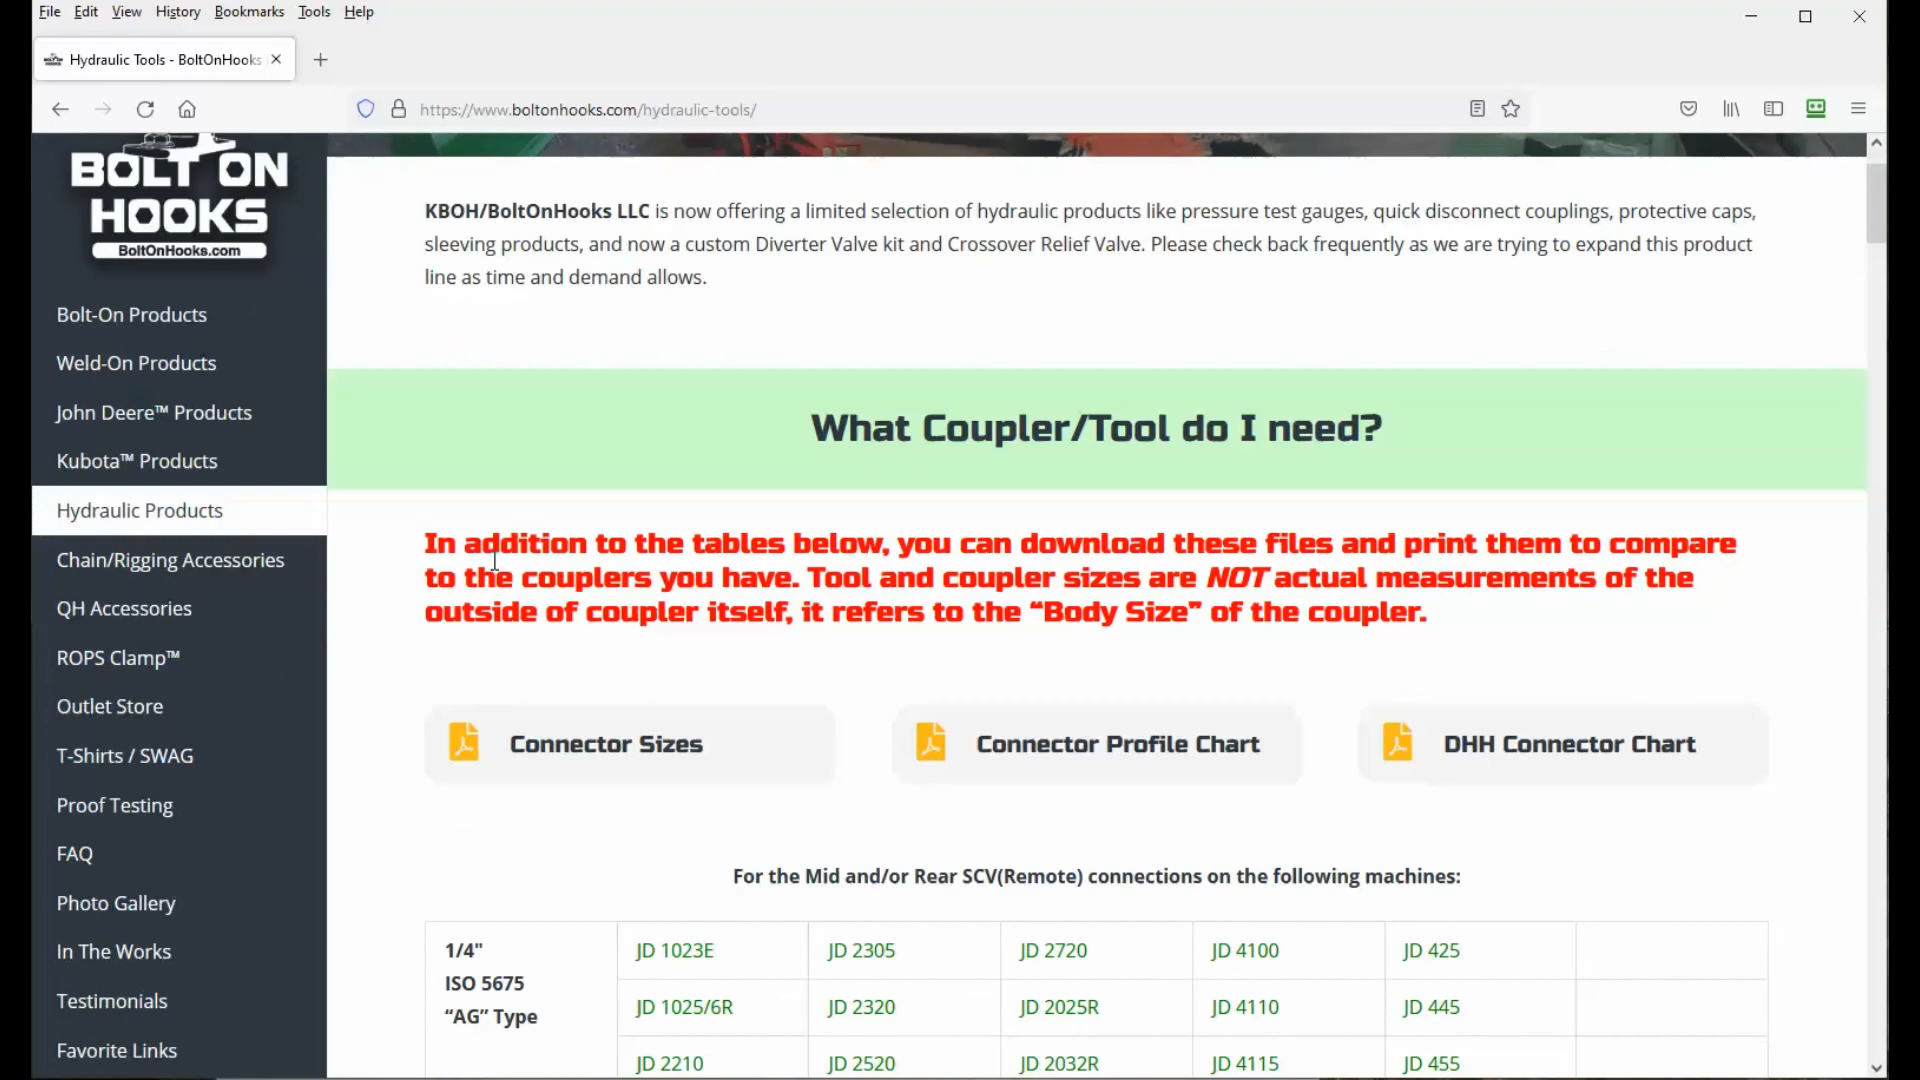 File Edit View History Bookmarks Tools Help
Hydraulic Tools - BoltOnHooks
https://www.boltonhooks.com/hydraulic-tools/
BOLT ON
HOOKS
BoltOnHooks.com
Bolt-On Products
Weld-On Products
John Deere™ Products
Kubota™ Products
Hydraulic Products
Chain/Rigging Accessories
QH Accessories
ROPS Clamp™
Outlet Store
T-Shirts / SWAG
Proof Testing
FAQ
Photo Gallery
In The Works
Testimonials
Favorite Links
KBOH/BoltOnHooks LLC is now offering a limited selection of hydraulic products like pressure test gauges, quick disconnect couplings, protective caps,
sleeving products, and now a custom Diverter Valve kit and Crossover Relief Valve. Please check back frequently as we are trying to expand this product
line as time and demand allows.
What Coupler/Tool do I need?
In addition to the tables below, you can download these files and print them to compare
to the couplers you have. Tool and coupler sizes are NOT actual measurements of the
outside of coupler itself, it refers to the “Body Size” of the coupler.
Connector Sizes
Connector Profile Chart
DHH Connector Chart
For the Mid and/or Rear SCV(Remote) connections on the following machines:
1/4"
ISO 5675
“AG” Type
JD 1023E JD 2305 JD 2720 JD 4100 JD 425
JD 1025/6R JD 2320 JD 2025R JD 4110 JD 445
JD 2210 JD 2520 JD 2032R JD 4115 JD 455